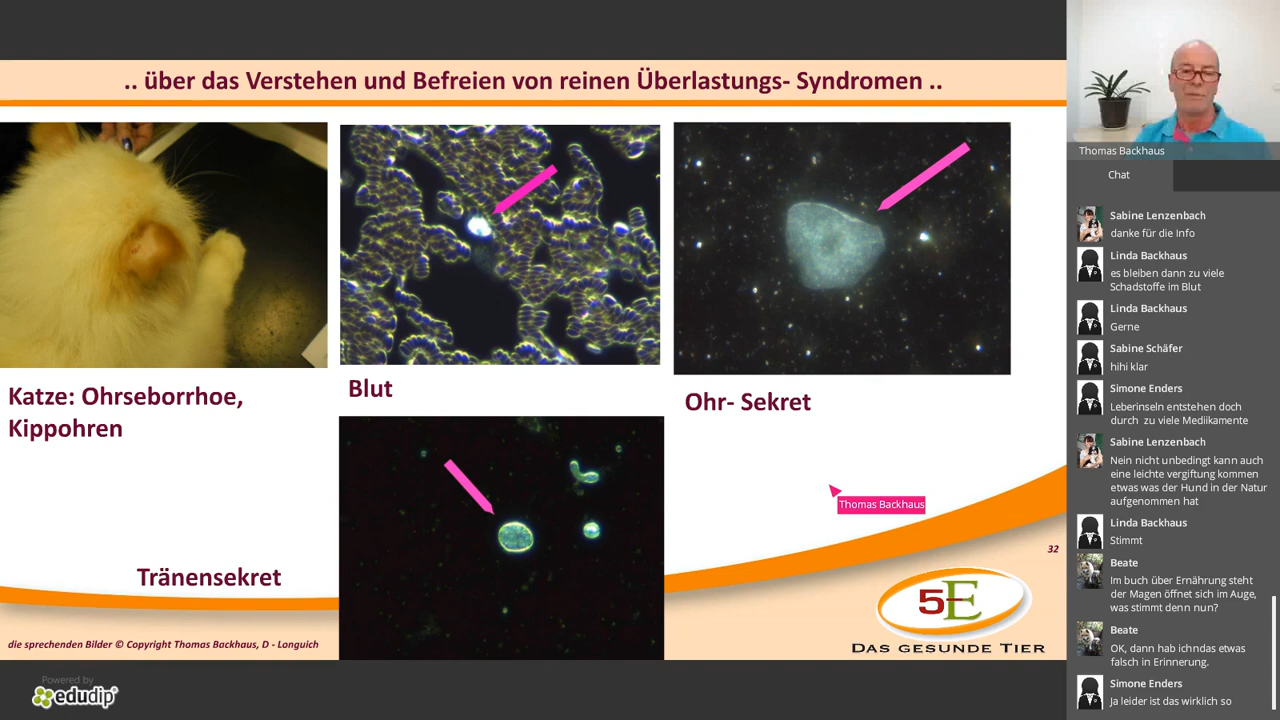 .. über das Verstehen und Befreien von reinen Überlastungs- Syndromen ..
Katze: Ohrseborrhoe,
Kippohren
Blut
Ohr- Sekret
Tränensekret
Thomas Backhaus
32
5E
DAS GESUNDE TIER
die sprechenden Bilder © Copyright Thomas Backhaus, D - Longuich
Powered by
edudip
Thomas Backhaus
Chat
Sabine Lenzenbach
danke für die Info
Linda Backhaus
es bleiben dann zu viele
Schadstoffe im Blut
Linda Backhaus
Gerne
Sabine Schäfer
hihi klar
Simone Enders
Leberinseln entstehen doch
durch zu viele Mediikamente
Sabine Lenzenbach
Nein nicht unbedingt kann auch
eine leichte vergiftung kommen
etwas was der Hund in der Natur
aufgenommen hat
Linda Backhaus
Stimmt
Beate
Im buch über Ernährung steht
der Magen öffnet sich im Auge,
was stimmt denn nun?
Beate
OK, dann hab ichndas etwas
falsch in Erinnerung.
Simone Enders
Ja leider ist das wirklich so